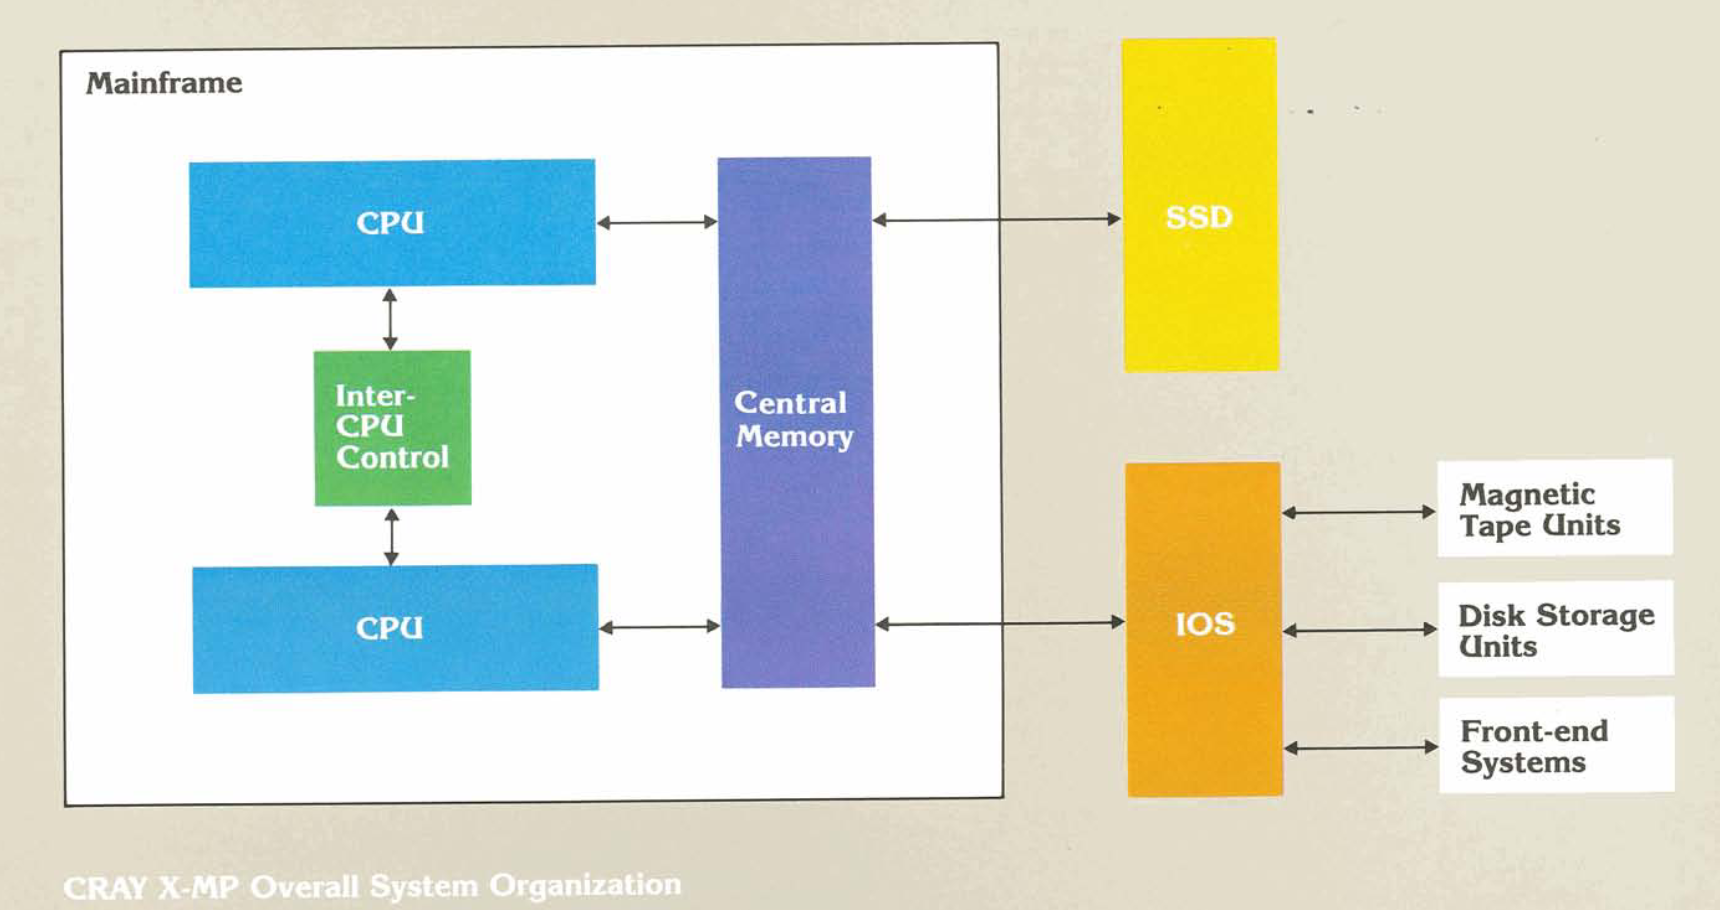 Mainframe
CPU
SSD
Inter-
CPU
Control
Central
Memory
CPU
IOS
Magnetic
Tape Units
Disk Storage
Units
Front-end
Systems
CRAY X-MP Overall System Organization